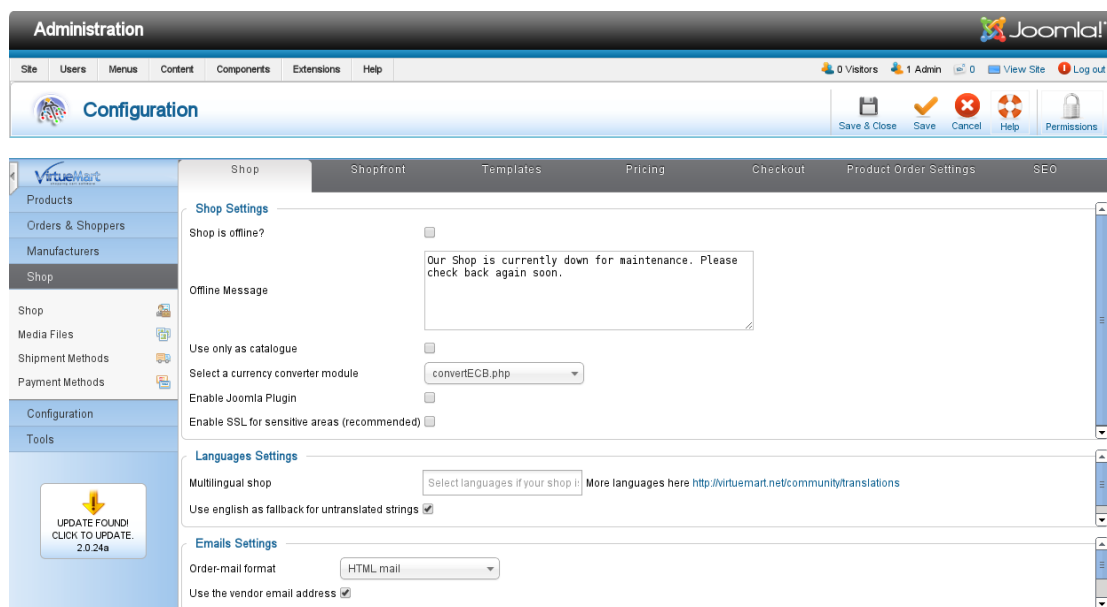 Administration
Joomla!
Site Users Menus Content Components Extensions Help
0 Visitors 1 Admin 0 View Site Log out
Configuration
Save & Close Save Cancel Help Permissions
VirtueMart
Shop Shopfront Templates Pricing Checkout Product Order Settings SEO
Products
Orders & Shoppers
Manufacturers
Shop
Shop
Media Files
Shipment Methods
Payment Methods
Configuration
Tools
UPDATE FOUND!
CLICK TO UPDATE.
2.0.24a
Shop Settings
Shop is offline?
Offline Message
Our Shop is currently down for maintenance. Please
check back again soon.
Use only as catalogue
Select a currency converter module convertECB.php
Enable Joomla Plugin
Enable SSL for sensitive areas (recommended)
Languages Settings
Multilingual shop Select languages if your shop i: More languages here http://virtuemart.net/community/translations
Use english as fallback for untranslated strings
Emails Settings
Order-mail format HTML mail
Use the vendor email address